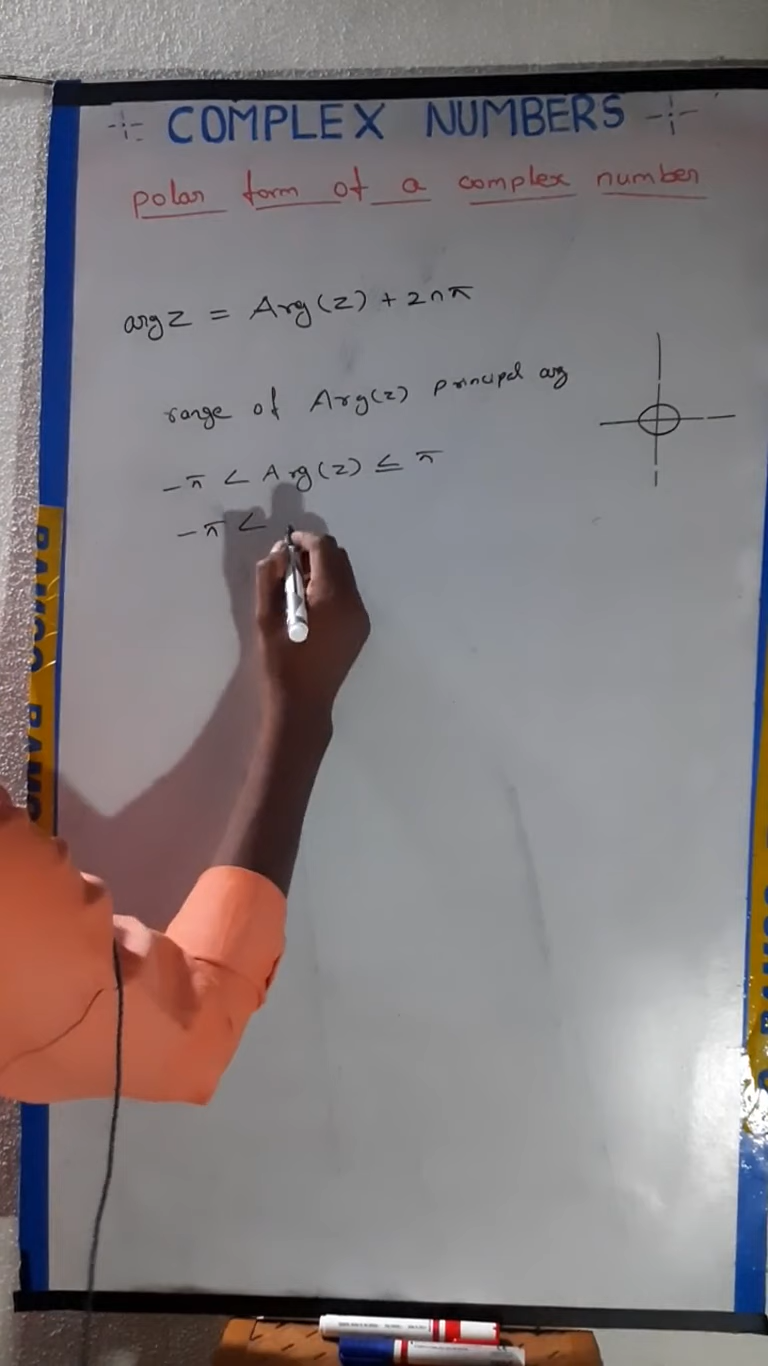 COMPLEX NUMBERS
polar form of a complex number
arg z = Arg(z) + 2nπ
range of Arg(z) principal arg
-π < Arg(z) ≤ π
-π <